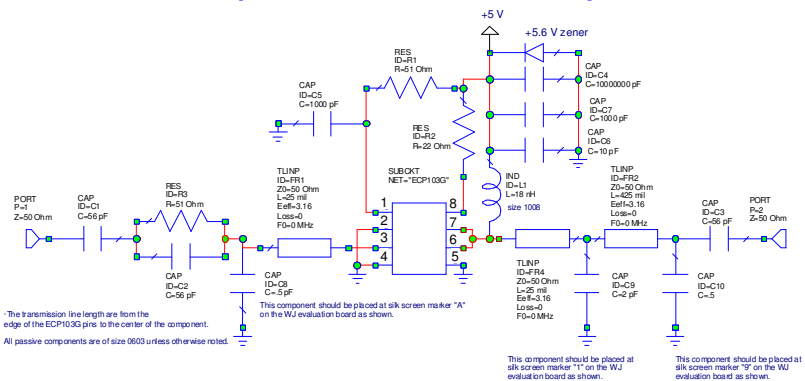 +5 V
+5.6 V zener
CAP
ID=C4
C=10000000 pF
CAP
ID=C7
C=1000 pF
CAP
ID=C6
C=10 pF
RES
ID=R1
R=51 Ohm
CAP
ID=C5
C=1000 pF
RES
ID=R2
R=22 Ohm
TLINP
ID=FR1
Z0=50 Ohm
L=25 mil
Eeff=3.16
Loss=0
F0=0 MHz
SUBCKT
NET="ECP103G"
IND
ID=L1
L=18 nH
size 1008
TLINP
ID=FR2
Z0=50 Ohm
L=425 mil
Eeff=3.16
Loss=0
F0=0 MHz
PORT
P=1
Z=50 Ohm
CAP
ID=C1
C=56 pF
RES
ID=R3
R=51 Ohm
CAP
ID=C2
C=56 pF
CAP
ID=C8
C=.5 pF
1
2
3
4
8
7
6
5
CAP
ID=C3
C=56 pF
PORT
P=2
Z=50 Ohm
TLINP
ID=FR4
Z0=50 Ohm
L=25 mil
Eeff=3.16
Loss=0
F0=0 MHz
CAP
ID=C9
C=2 pF
CAP
ID=C10
C=.5
This component should be placed at silk screen marker "A"
on the WJ evaluation board as shown.
- The transmission line length are from the
edge of the ECP103G pins to the center of the component.
All passive components are of size 0603 unless otherwise noted.
This component should be placed at
silk screen marker "1" on the WJ
evaluation board as shown.
This component should be placed at
silk screen marker "9" on the WJ
evaluation board as shown.